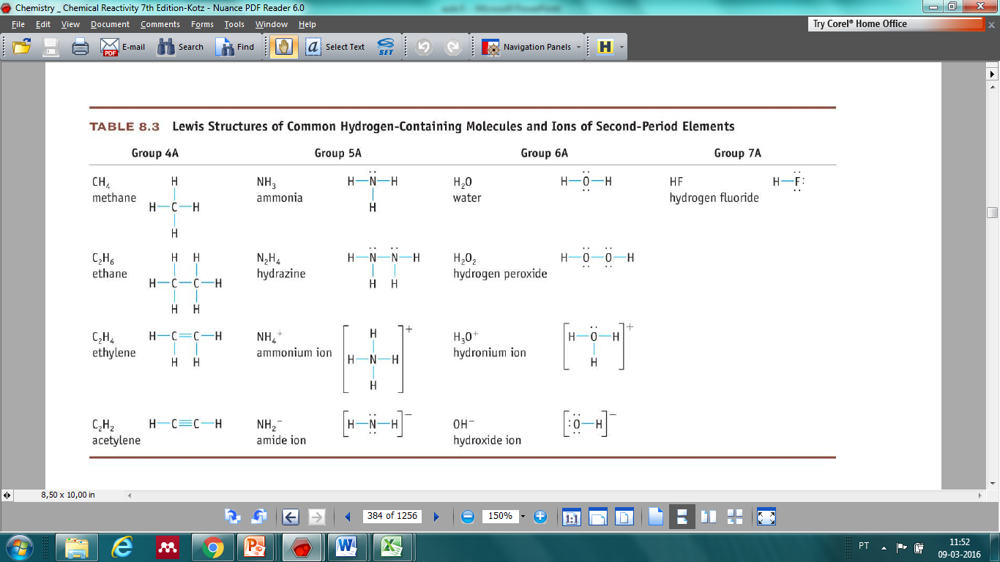 Chemistry _ Chemical Reactivity 7th Edition-Kotz - Nuance PDF Reader 6.0
File Edit View Document Comments Forms Tools Window Help
Try Corel® Home Office
E-mail Search Find Select Text SET Navigation Panels H
TABLE 8.3 Lewis Structures of Common Hydrogen-Containing Molecules and Ions of Second-Period Elements
Group 4A Group 5A Group 6A Group 7A
CH₄
methane
H
H—C—H
H
NH₃
ammonia
H—N—H
H
H₂O
water
H—O—H
HF
hydrogen fluoride
H—F
C₂H₆
ethane
H H
H—C—C—H
H H
N₂H₄
hydrazine
H—N—N—H
H H
H₂O₂
hydrogen peroxide
H—O—O—H
C₂H₄
ethylene
H—C=C—H
H H
NH₄⁺
ammonium ion
H
[H—N—H]⁺
H
H₃O⁺
hydronium ion
[H—O—H]⁺
H
C₂H₂
acetylene
H—C≡C—H
NH₂⁻
amide ion
[H—N—H]⁻
OH⁻
hydroxide ion
[:O—H]⁻
8,50 x 10,00 in
384 of 1256 150% 1:1
PT 11:52
09-03-2016